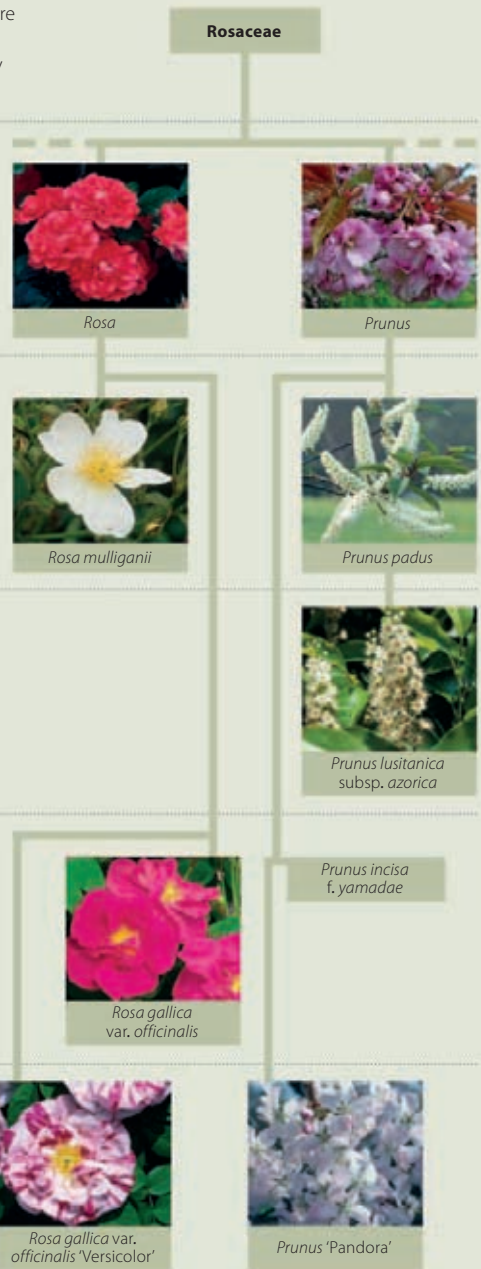 re
y
Rosaceae
Rosa
Prunus
Rosa mulliganii
Prunus padus
Prunus lusitanica
subsp. azorica
Prunus incisa
f. yamadae
Rosa gallica
var. officinalis
Rosa gallica var.
officinalis ‘Versicolor’
Prunus ‘Pandora’